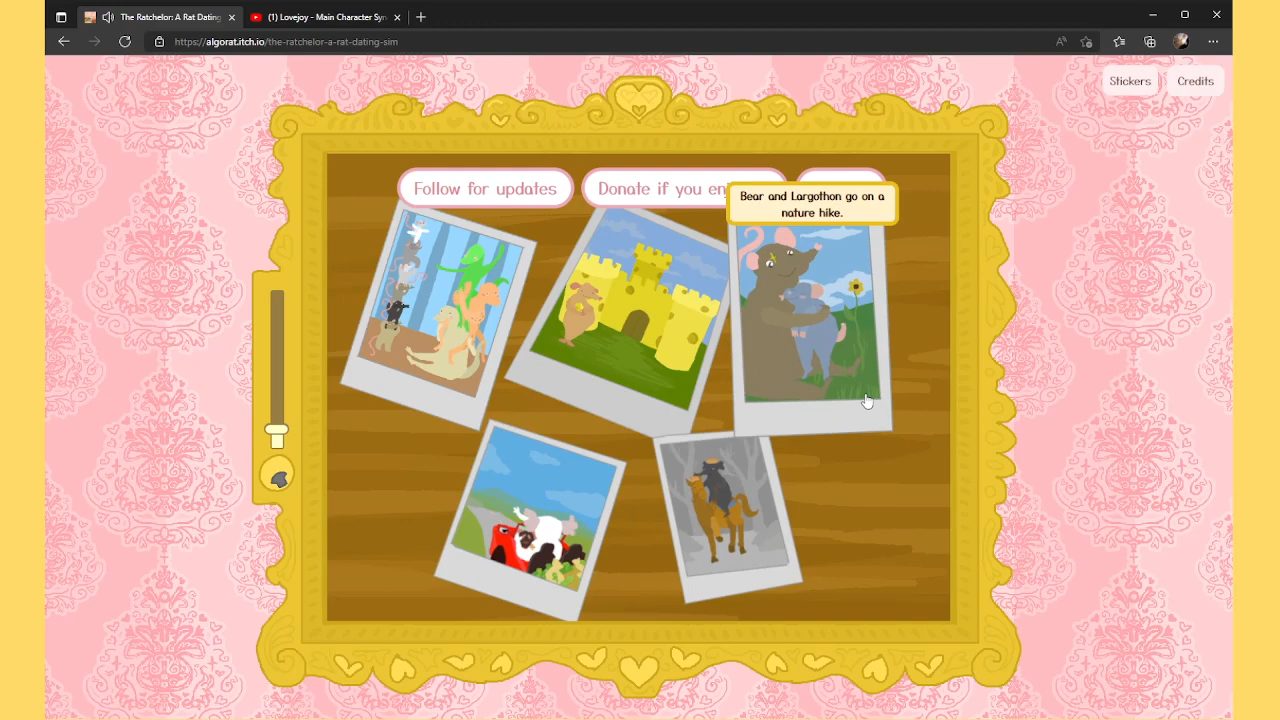 The Ratchelor: A Rat Dating
(1) Lovejoy - Main Character Syn
https://algorat.itch.io/the-ratchelor-a-rat-dating-sim
Stickers
Credits
Follow for updates
Donate if you en
Bear and Largothon go on a
nature hike.